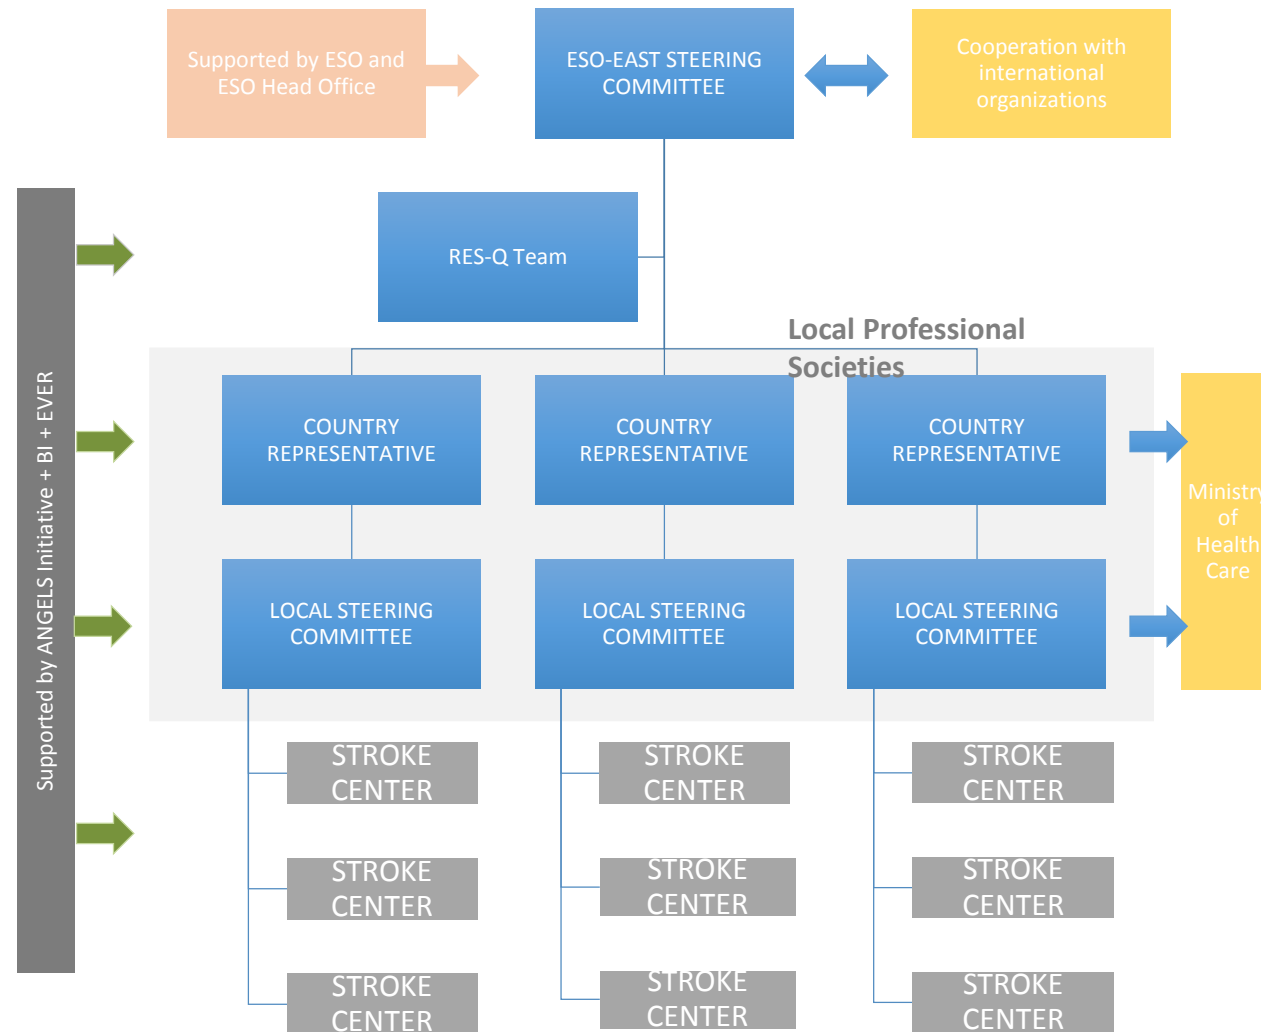 Supported by ESO and
ESO Head Office
ESO-EAST STEERING
COMMITTEE
Cooperation with
international
organizations
Supported by ANGELS Initiative + BI + EVER
RES-Q Team
Local Professional
Societies
COUNTRY
REPRESENTATIVE
COUNTRY
REPRESENTATIVE
COUNTRY
REPRESENTATIVE
Ministry
of
Health
Care
LOCAL STEERING
COMMITTEE
LOCAL STEERING
COMMITTEE
LOCAL STEERING
COMMITTEE
STROKE
CENTER
STROKE
CENTER
STROKE
CENTER
STROKE
CENTER
STROKE
CENTER
STROKE
CENTER
STROKE
CENTER
STROKE
CENTER
STROKE
CENTER